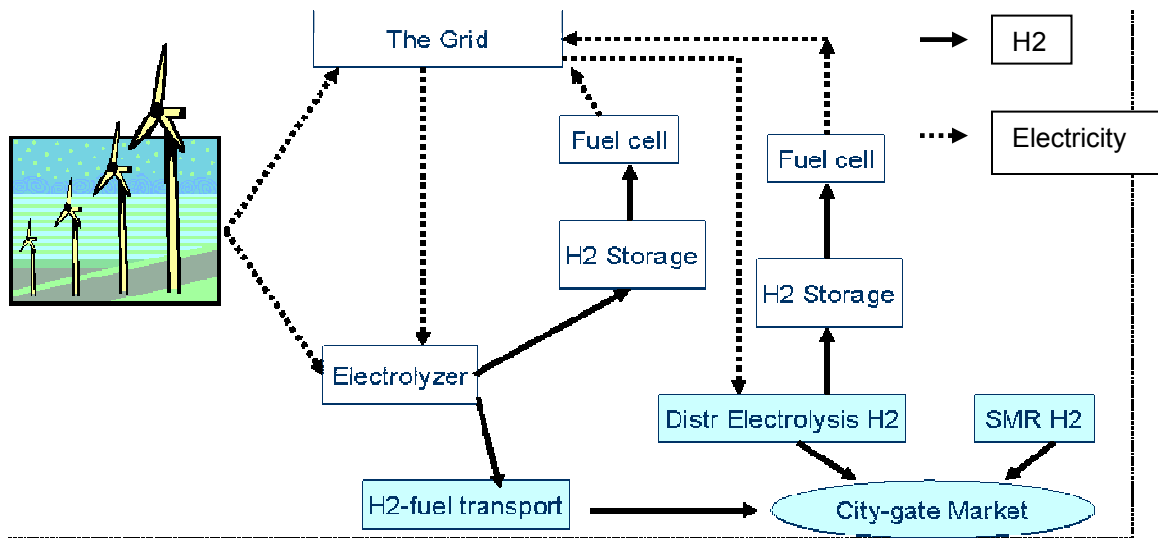 The Grid
H2
Electricity
Fuel cell
Fuel cell
H2 Storage
H2 Storage
Electrolyzer
Distr Electrolysis H2
SMR H2
H2-fuel transport
City-gate Market